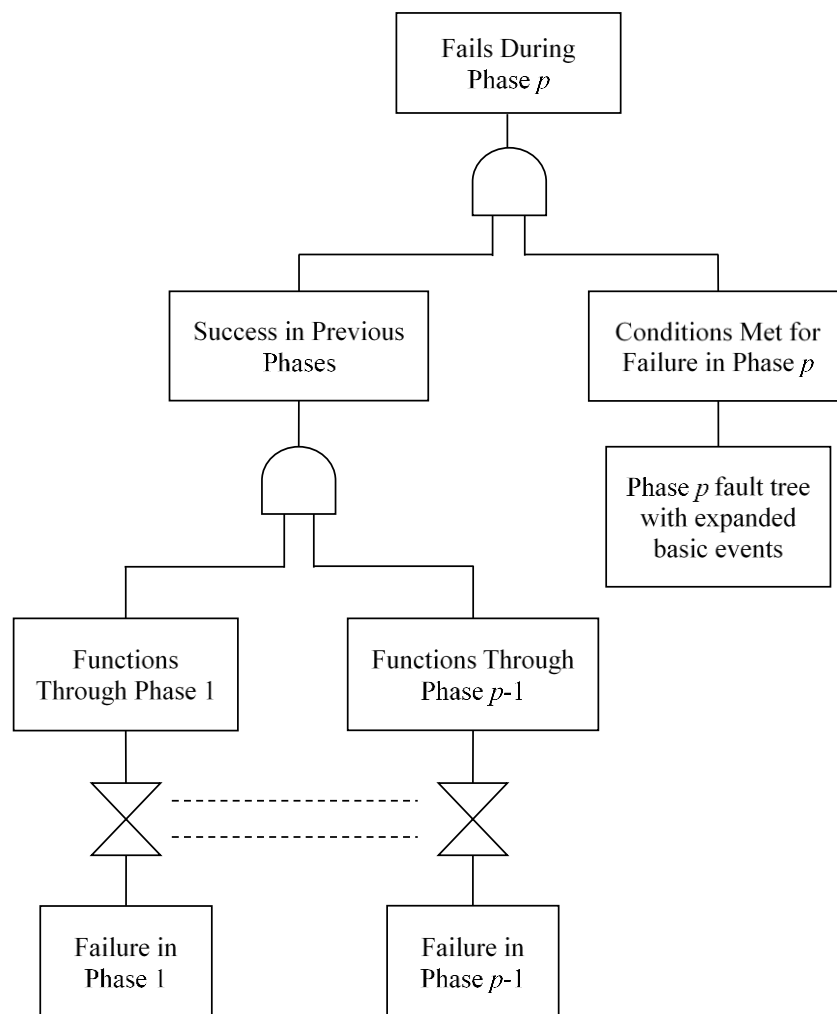 Fails During
Phase p
Success in Previous
Phases
Conditions Met for
Failure in Phase p
Phase p fault tree
with expanded
basic events
Functions
Through Phase 1
Functions Through
Phase p-1
Failure in
Phase 1
Failure in
Phase p-1